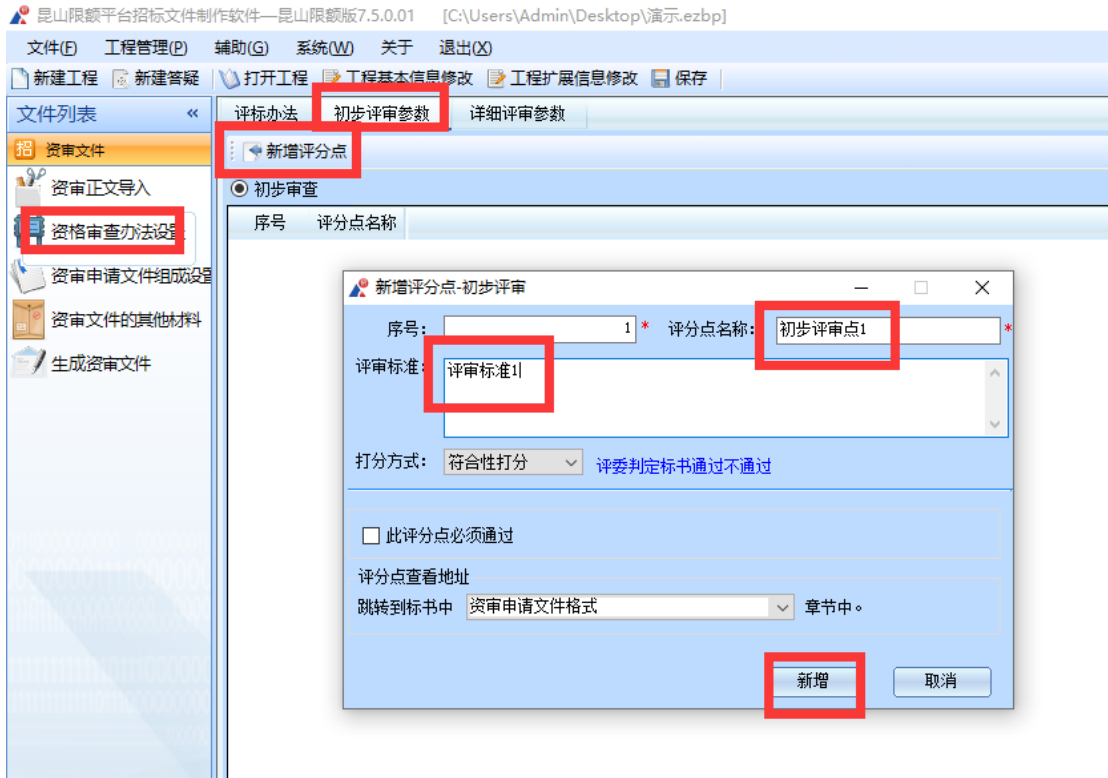 昆山限额平台招标文件制作软件—昆山限额版7.5.0.01 [C:\Users\Admin\Desktop\演示.ezbp]
文件(F) 工程管理(P) 辅助(G) 系统(W) 关于 退出(X)
新建工程 新建答疑 打开工程 工程基本信息修改 工程扩展信息修改 保存
文件列表 «
评标办法 初步评审参数 详细评审参数
招 资审文件
新增评分点
资审正文导入
初步审查
资格审查办法设置
序号 评分点名称
资审申请文件组成设置
资审文件的其他材料
生成资审文件
新增评分点-初步评审
序号： 1 * 评分点名称： 初步评审点1 *
评审标准： 评审标准1
打分方式： 符合性打分 评委判定标书通过不通过
此评分点必须通过
评分点查看地址
跳转到标书中 资审申请文件格式 章节中。
新增 取消